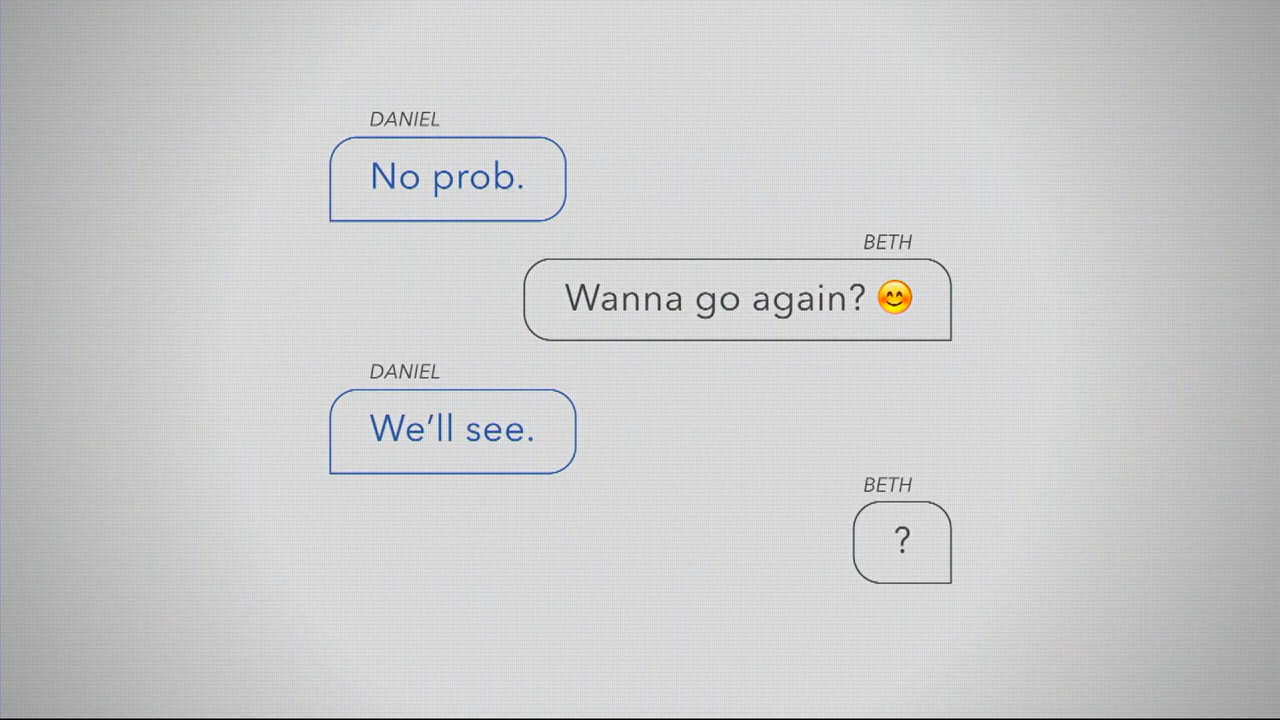 DANIEL
No prob.
BETH
Wanna go again? 😊
DANIEL
We’ll see.
BETH
?